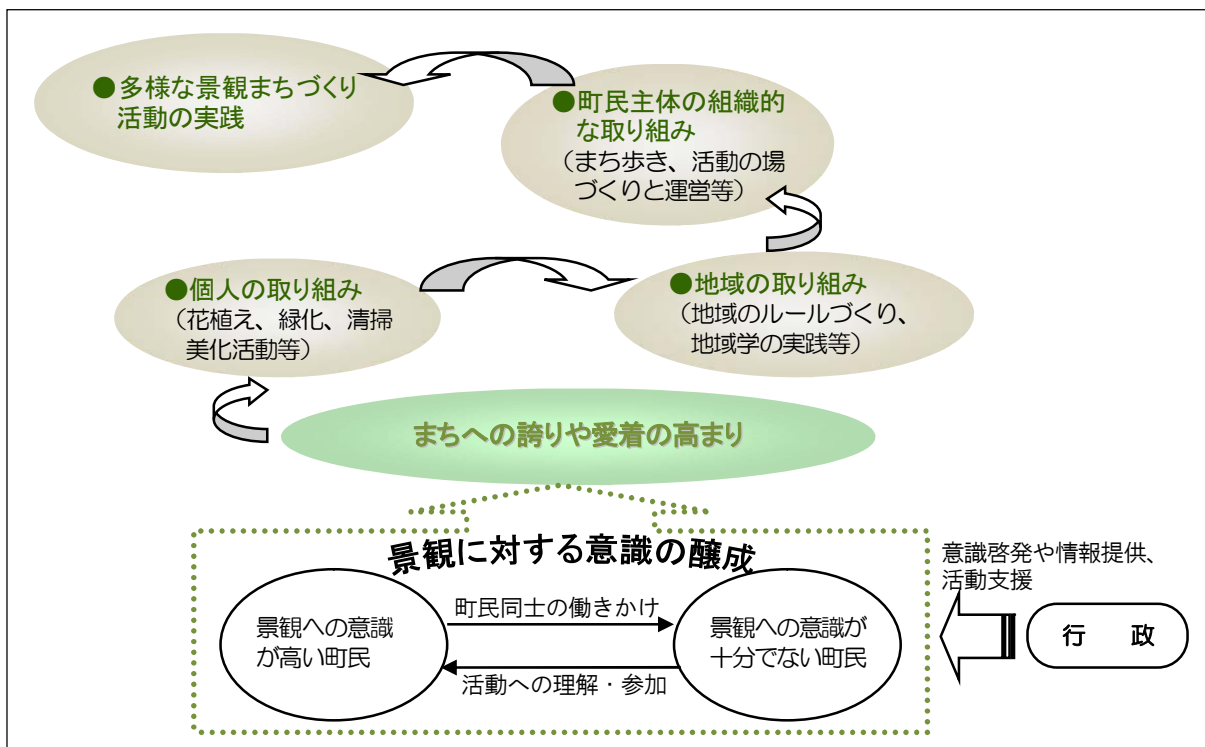 ●多様な景観まちづくり
活動の実践
●町民主体の組織的
な取り組み
（まち歩き、活動の場
づくりと運営等）
●個人の取り組み
（花植え、緑化、清掃
美化活動等）
●地域の取り組み
（地域のルールづくり、
地域学の実践等）
まちへの誇りや愛着の高まり
景観に対する意識の醸成
景観への意識
が高い町民
町民同士の働きかけ
活動への理解・参加
景観への意識が
十分でない町民
意識啓発や情報提供、
活動支援
行　政